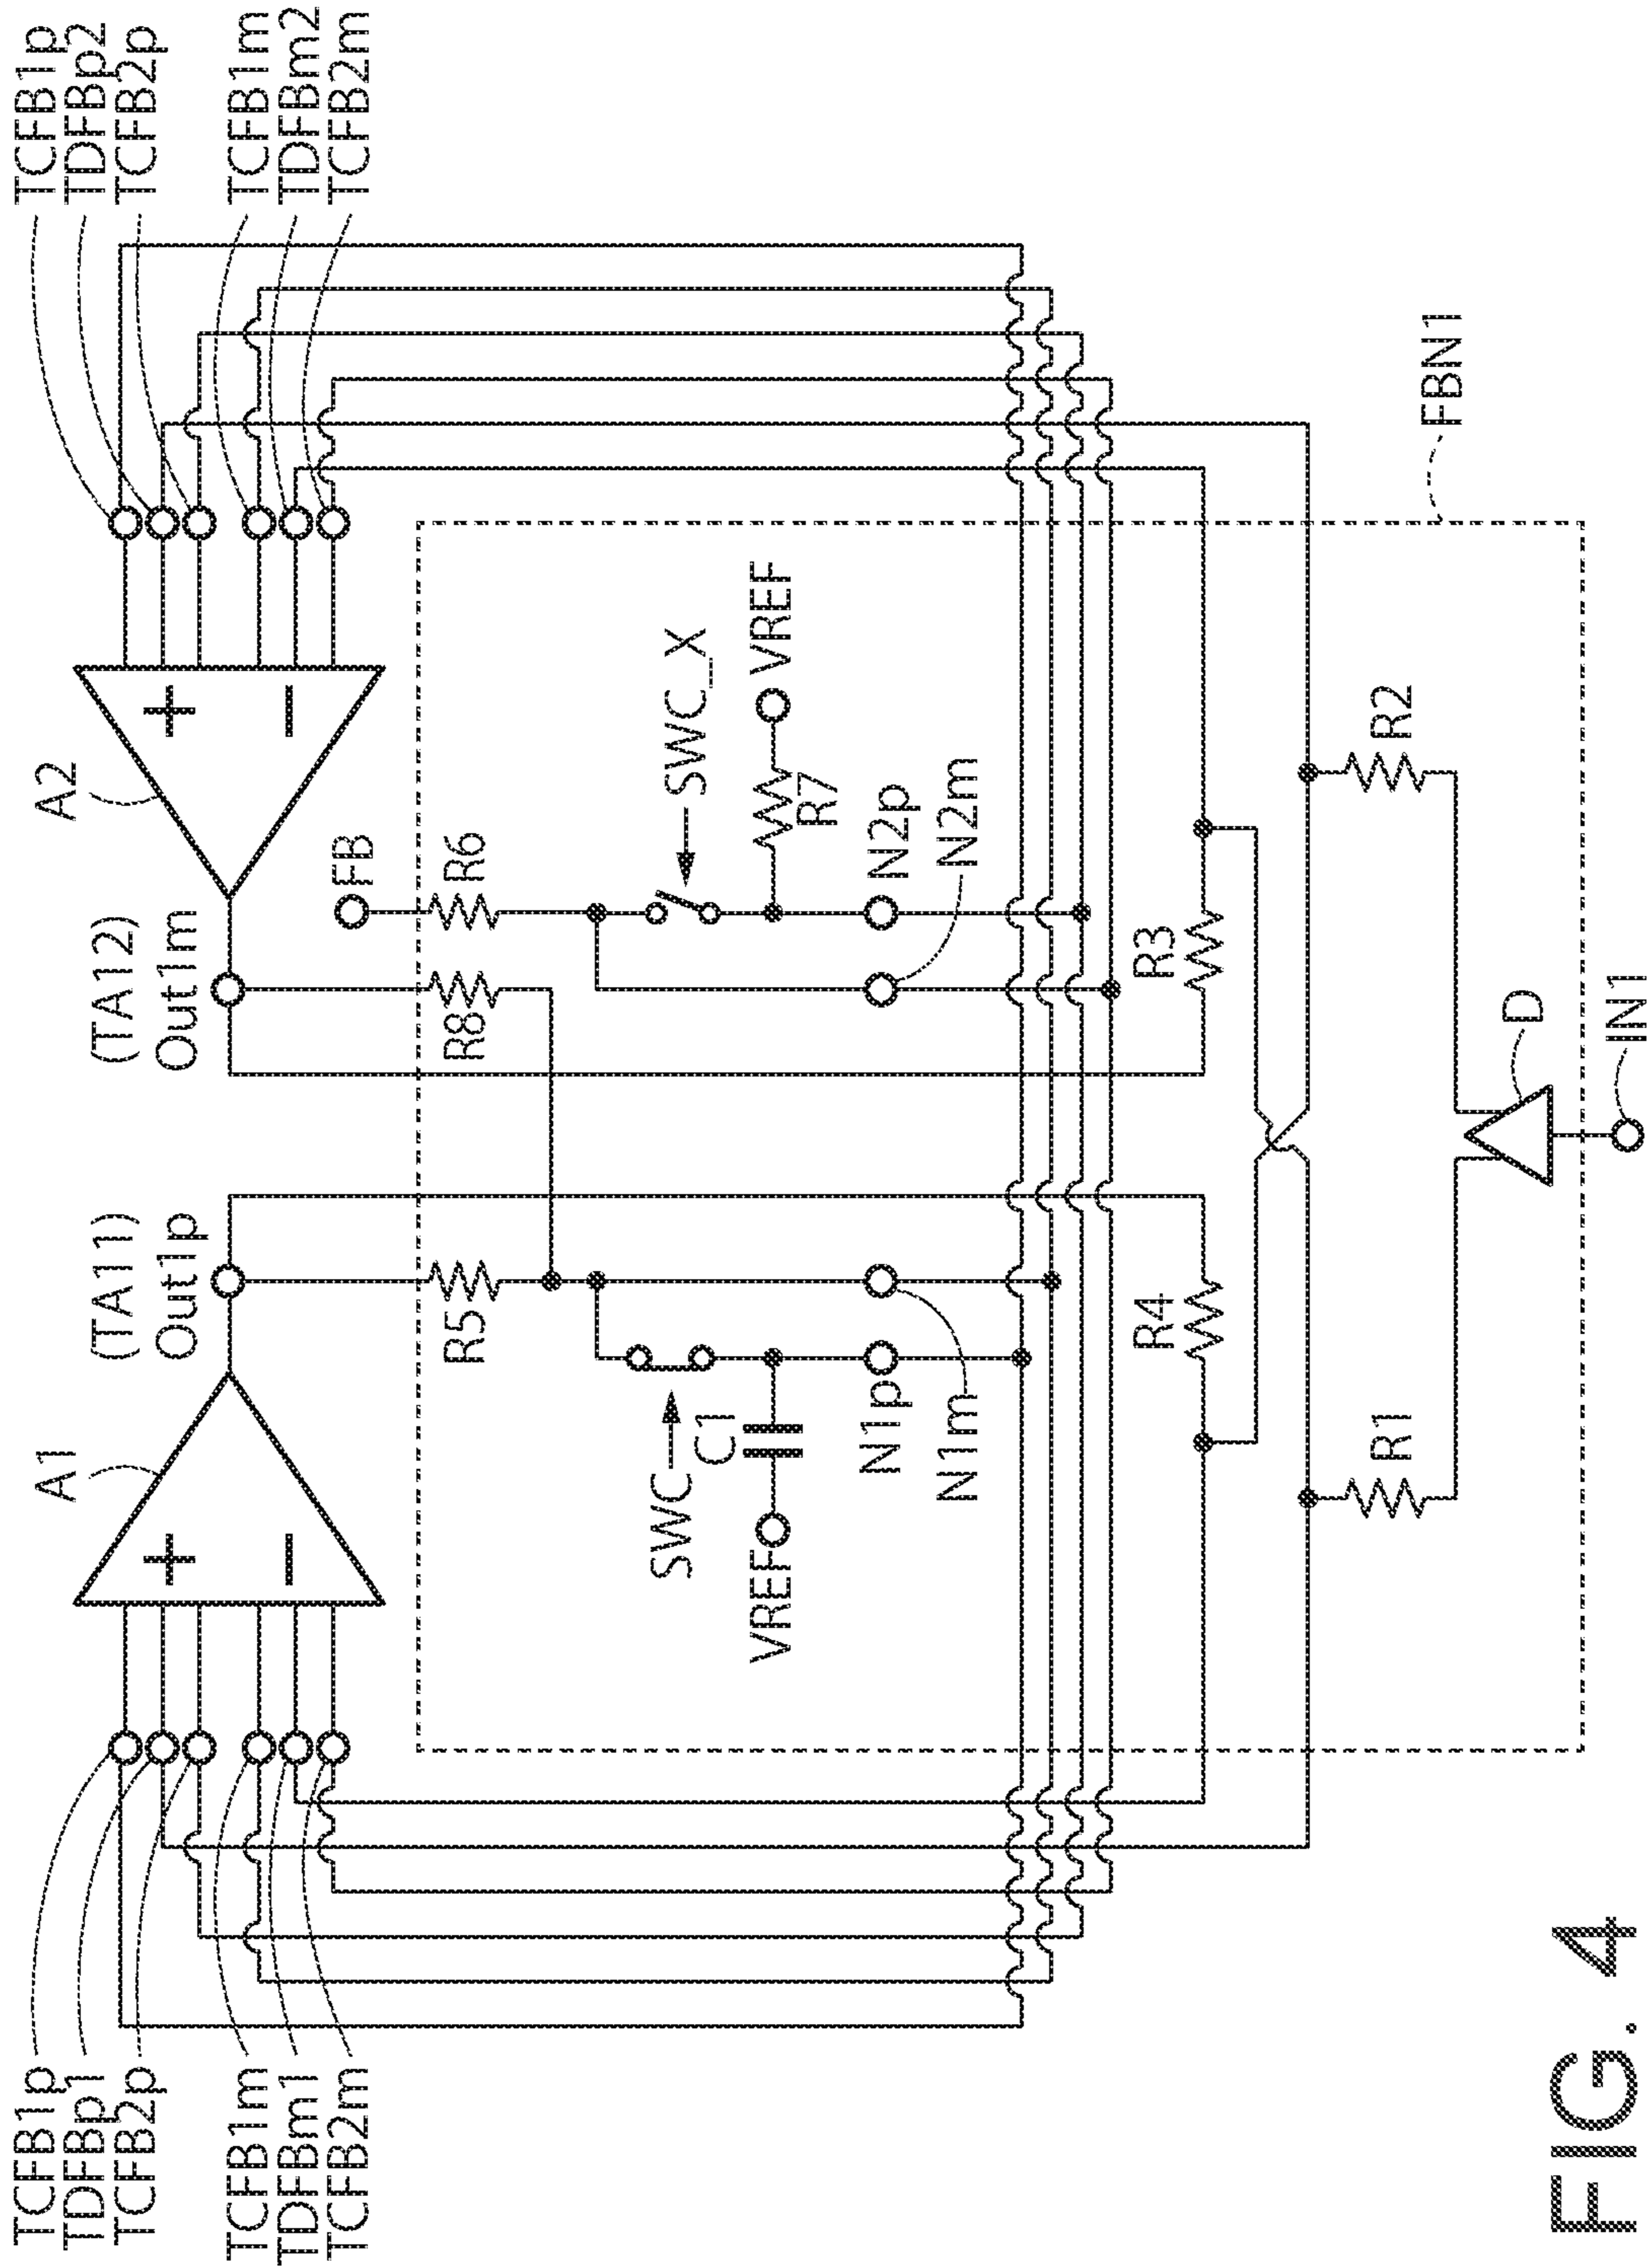 TCFB1p
TDFBp1
TCFB2p
TCFB1m
TDFBm1
TCFB2m
A1
+
−
(TA11)
Out1p
(TA12)
Out1m
A2
+
−
TCFB1p
TDFBp2
TCFB2p
TCFB1m
TDFBm2
TCFB2m
FB
R5
R8
R6
SWC
C1
VREF
SWC_X
VREF
R7
N1p
N1m
N2p
N2m
R4
R3
R1
R2
FBN1
D
IN1
FIG. 4